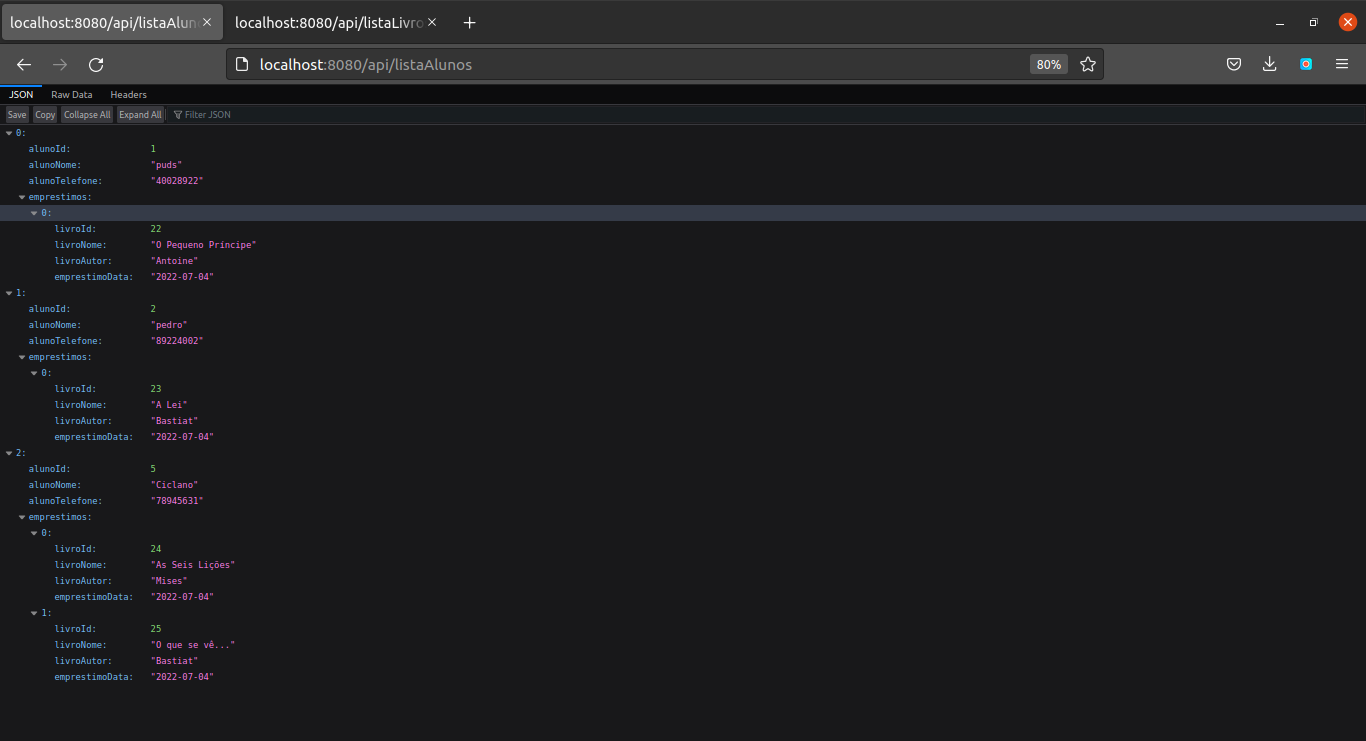 localhost:8080/api/listaAlun
localhost:8080/api/listaLivro
localhost:8080/api/listaAlunos
80%
JSON Raw Data Headers
Save Copy Collapse All Expand All Filter JSON
0:
alunoId: 1
alunoNome: "puds"
alunoTelefone: "40028922"
emprestimos:
0:
livroId: 22
livroNome: "O Pequeno Príncipe"
livroAutor: "Antoine"
emprestimoData: "2022-07-04"
1:
alunoId: 2
alunoNome: "pedro"
alunoTelefone: "89224002"
emprestimos:
0:
livroId: 23
livroNome: "A Lei"
livroAutor: "Bastiat"
emprestimoData: "2022-07-04"
2:
alunoId: 5
alunoNome: "Ciclano"
alunoTelefone: "78945631"
emprestimos:
0:
livroId: 24
livroNome: "As Seis Lições"
livroAutor: "Mises"
emprestimoData: "2022-07-04"
1:
livroId: 25
livroNome: "O que se vê..."
livroAutor: "Bastiat"
emprestimoData: "2022-07-04"